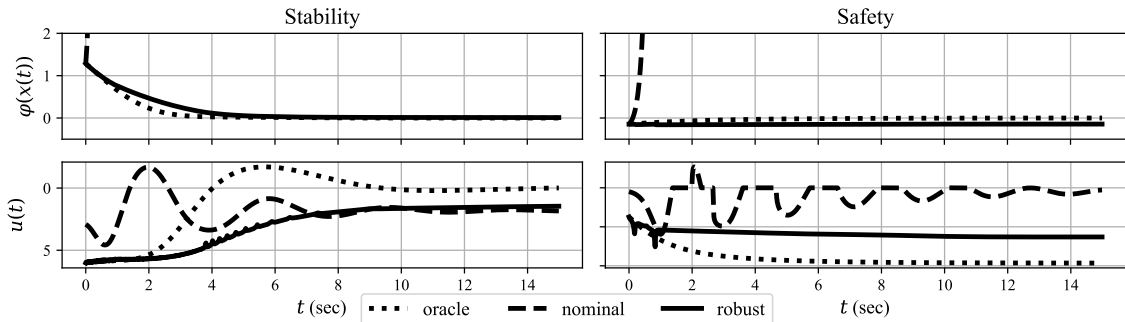 Stability Safety
φ(x(t))
2
1
0
u(t)
0
5
0 2 4 6 8 10 12 14
0 2 4 6 8 10 12 14
t (sec) t (sec)
oracle nominal robust